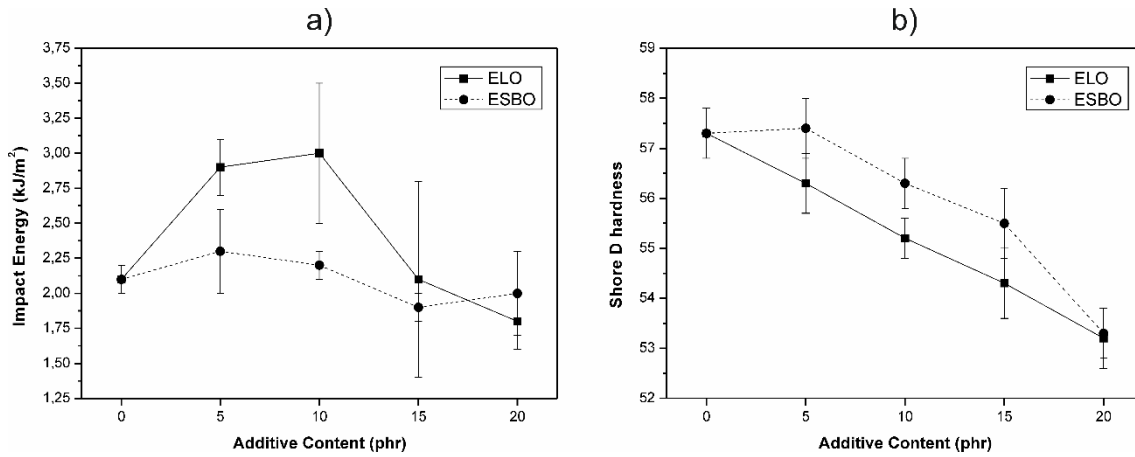 a)
3,75
3,50
3,25
3,00
2,75
2,50
2,25
2,00
1,75
1,50
1,25
Impact Energy (kJ/m²)
ELO
ESBO
0 5 10 15 20
Additive Content (phr)
b)
59
58
57
56
55
54
53
52
Shore D hardness
ELO
ESBO
0 5 10 15 20
Additive Content (phr)